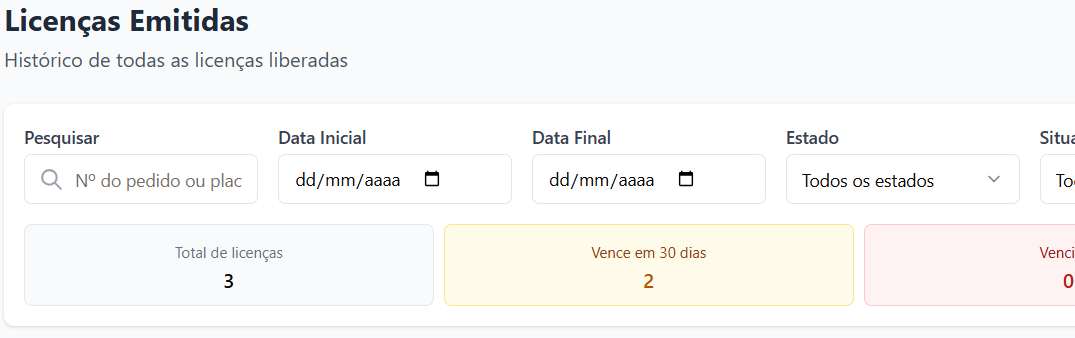 Licenças Emitidas
Histórico de todas as licenças liberadas
Pesquisar Data Inicial Data Final Estado Situa
Nº do pedido ou plac dd/mm/aaaa dd/mm/aaaa Todos os estados To
Total de licenças Vence em 30 dias Venci
3 2 0